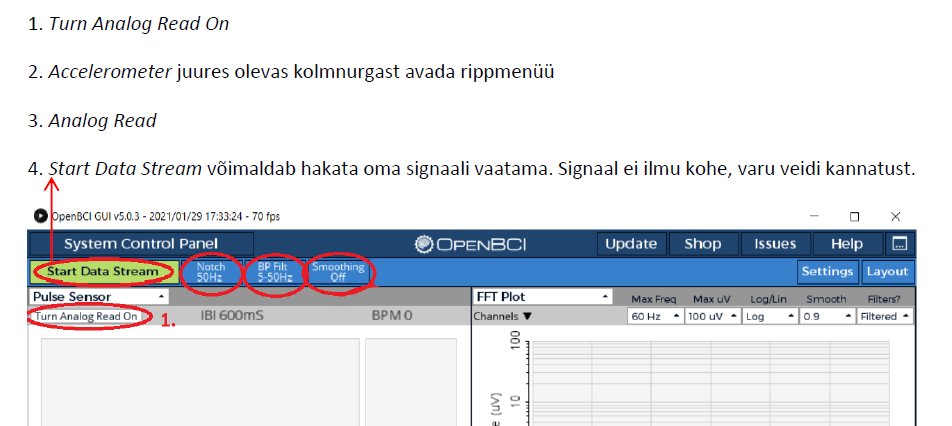 1. Turn Analog Read On
2. Accelerometer juures olevas kolmnurgast avada rippmenüü
3. Analog Read
4. Start Data Stream võimaldab hakata oma signaali vaatama. Signaal ei ilmu kohe, varu veidi kannatust.
OpenBCI GUI v5.0.3 - 2021/01/29 17:33:24 - 70 fps
System Control Panel
OPENBCI
Update
Shop
Issues
Help
Start Data Stream
Notch
50Hz
BP Filt
5-50Hz
Smoothing
Off
Settings
Layout
Pulse Sensor
FFT Plot
Max Freq
Max uV
Log/Lin
Smooth
Filters?
Turn Analog Read On
1.
IBI 600mS
BPM 0
Channels ▼
60 Hz
100 uV
Log
0.9
Filtered
100
10
(uV)